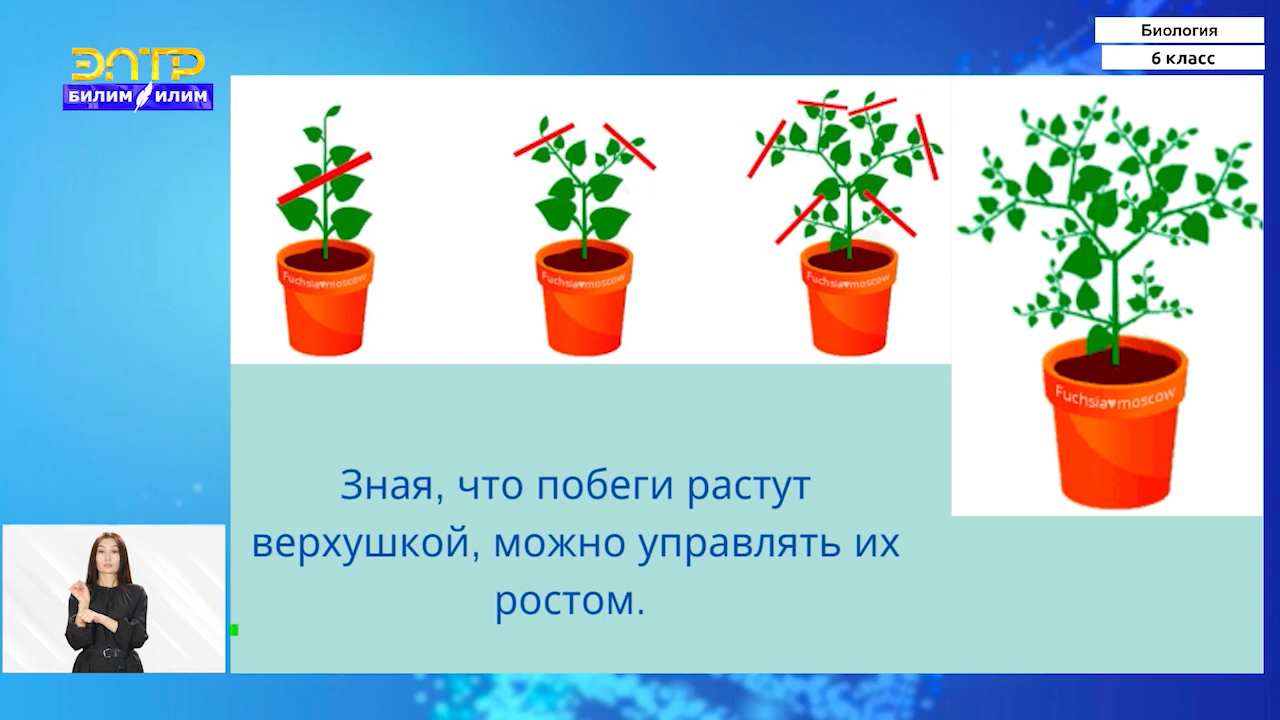 ЭЛТР
БИЛИМ ИЛИМ
Биология
6 класс
Fuchsia♥moscow
Fuchsia♥moscow
Fuchsia♥moscow
Fuchsia♥moscow
Зная, что побеги растут
верхушкой, можно управлять их
ростом.